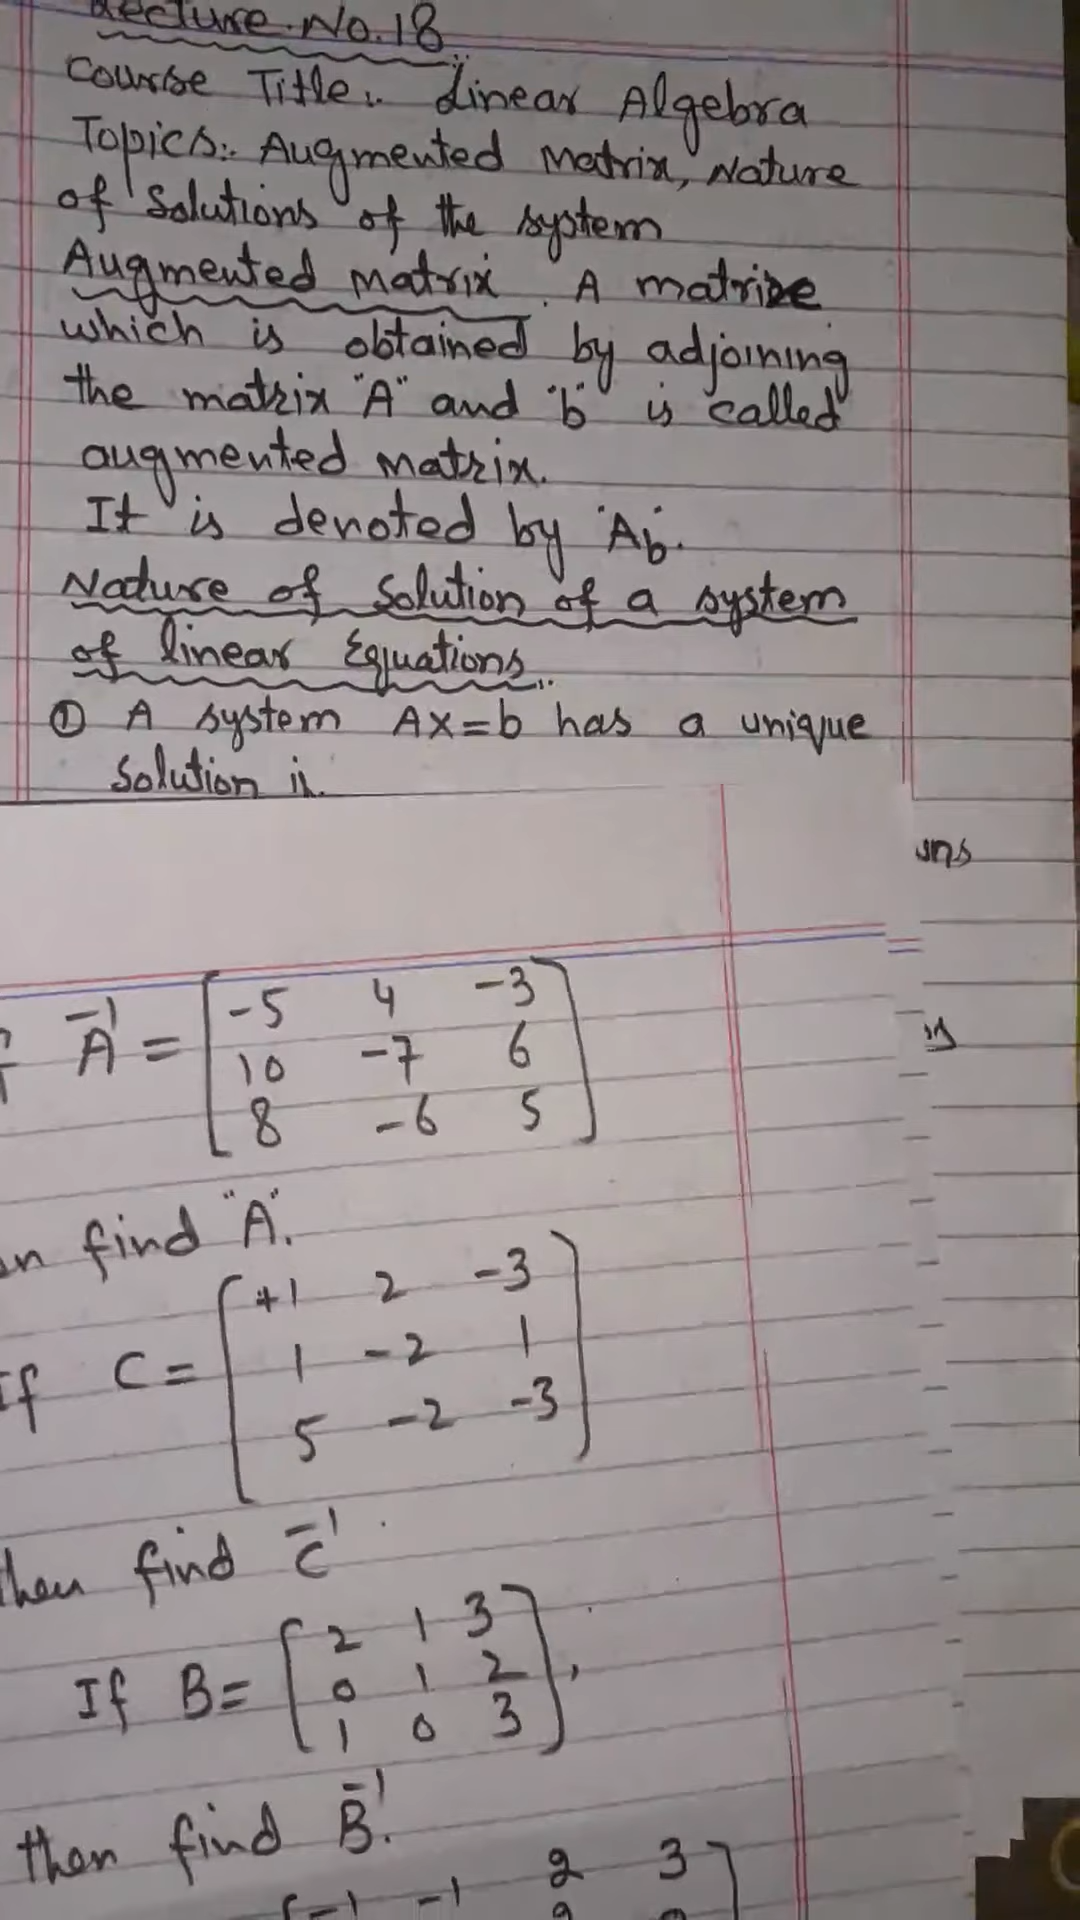 Lecture No.18
Course Title:. Linear Algebra
Topics:. Augmented Matrix, Nature
of Solutions of the system
Augmented matrix. A matrix
which is obtained by adjoining
the matrix "A" and "b" is called
augmented matrix.
It is denoted by "Ab".
Nature of Solution of a system
of linear Equations..
① A system AX=b has a unique
Solution
A⁻¹ = [-5 4 -3
10 -7 6
8 -6 5]
find "A".
If C = [+1 2 -3
1 -2 1
5 -2 -3]
then find C⁻¹.
If B= [2 1 3
0 1 2
1 0 3],
then find B⁻¹.
[-1 -1 2 3]